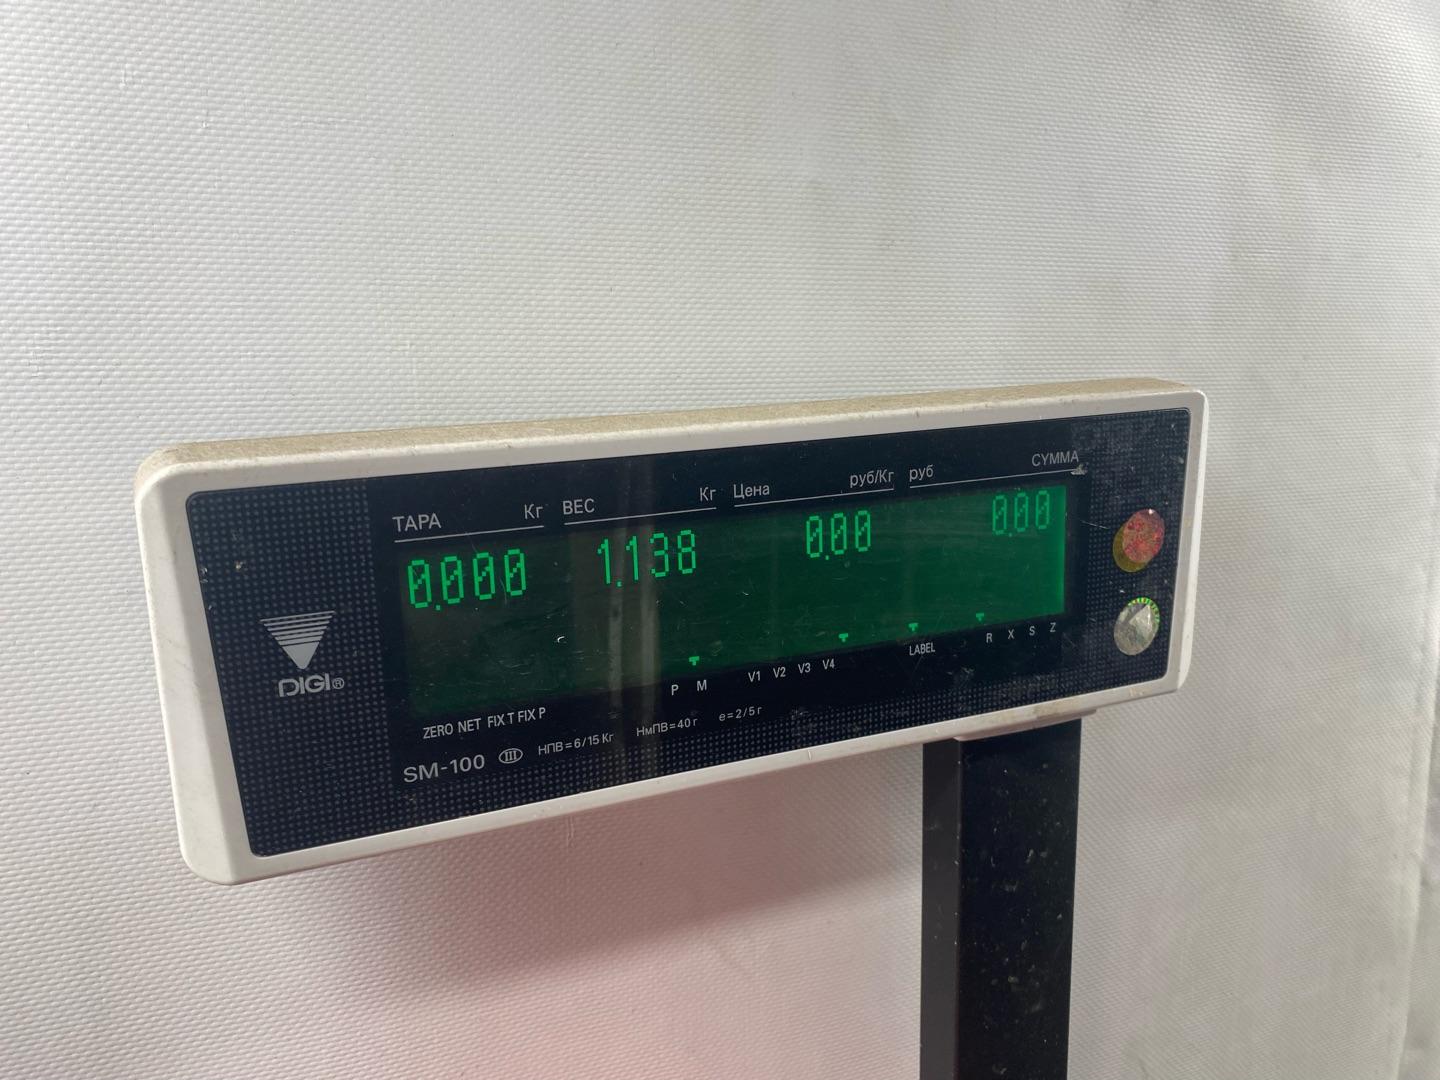 ТАРА Кг ВЕС Кг Цена руб/Кг руб СУММА
0.000 1.138 0.00 0.00
DIGI®
P M V1 V2 V3 V4 LABEL R X S Z
ZERO NET FIX T FIX P
SM-100 III НПВ=6/15 Кг НмПВ=40 г e=2/5 г